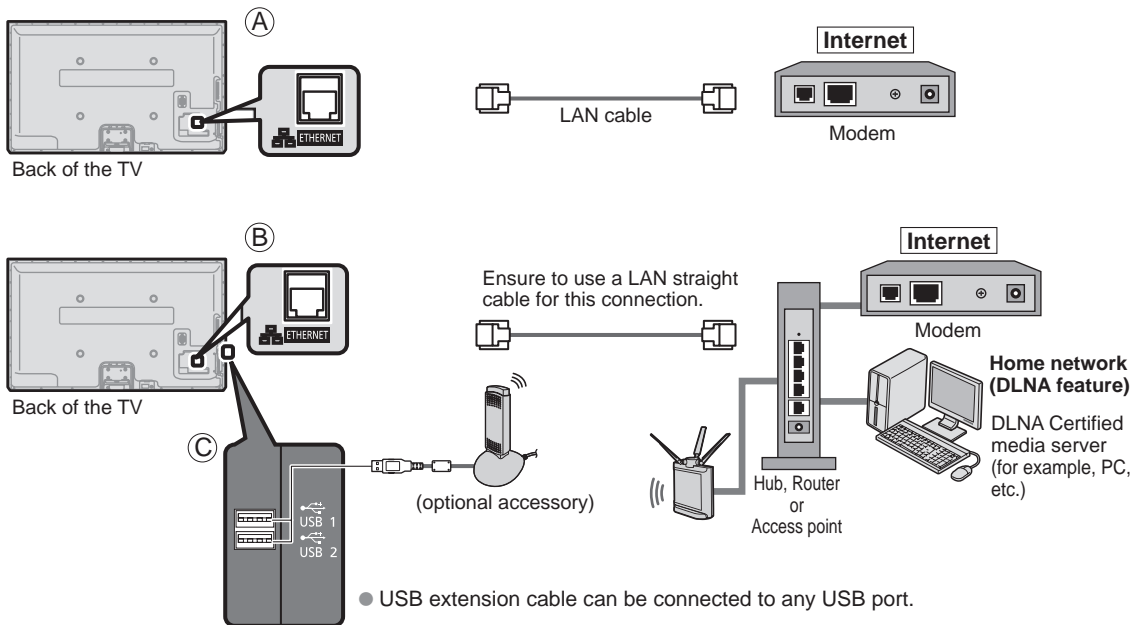 A
Internet
ETHERNET
LAN cable
Modem
Back of the TV
B
Internet
Ensure to use a LAN straight
cable for this connection.
ETHERNET
Modem
Back of the TV
Home network
(DLNA feature)
DLNA Certified
media server
(for example, PC,
etc.)
C
(optional accessory)
Hub, Router
or
Access point
USB 1
USB 2
● USB extension cable can be connected to any USB port.